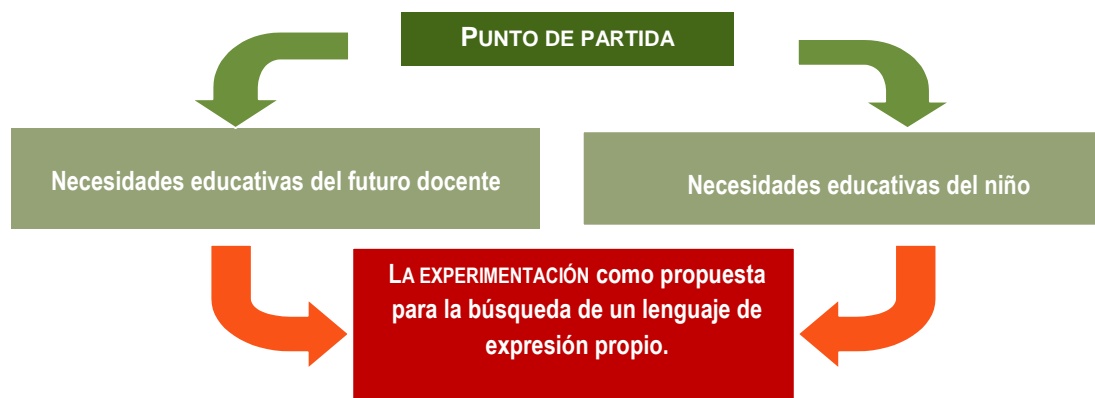 PUNTO DE PARTIDA
Necesidades educativas del futuro docente
Necesidades educativas del niño
LA EXPERIMENTACIÓN como propuesta
para la búsqueda de un lenguaje de
expresión propio.